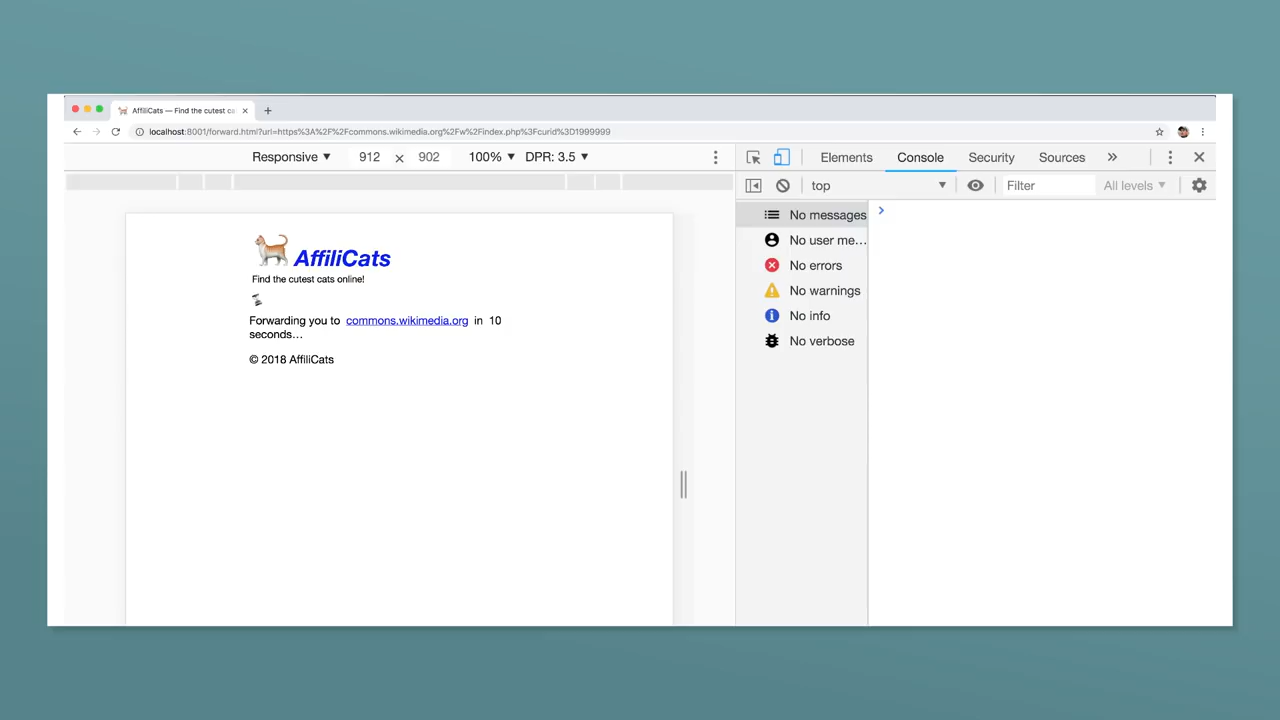 AffiliCats — Find the cutest ca
localhost:8001/forward.html?url=https%3A%2F%2Fcommons.wikimedia.org%2Fw%2Findex.php%3Fcurid%3D1999999
Responsive 912 × 902 100% DPR: 3.5
Elements Console Security Sources
top Filter All levels
AffiliCats
Find the cutest cats online!
Forwarding you to commons.wikimedia.org in 10
seconds…
© 2018 AffiliCats
No messages
No user me…
No errors
No warnings
No info
No verbose